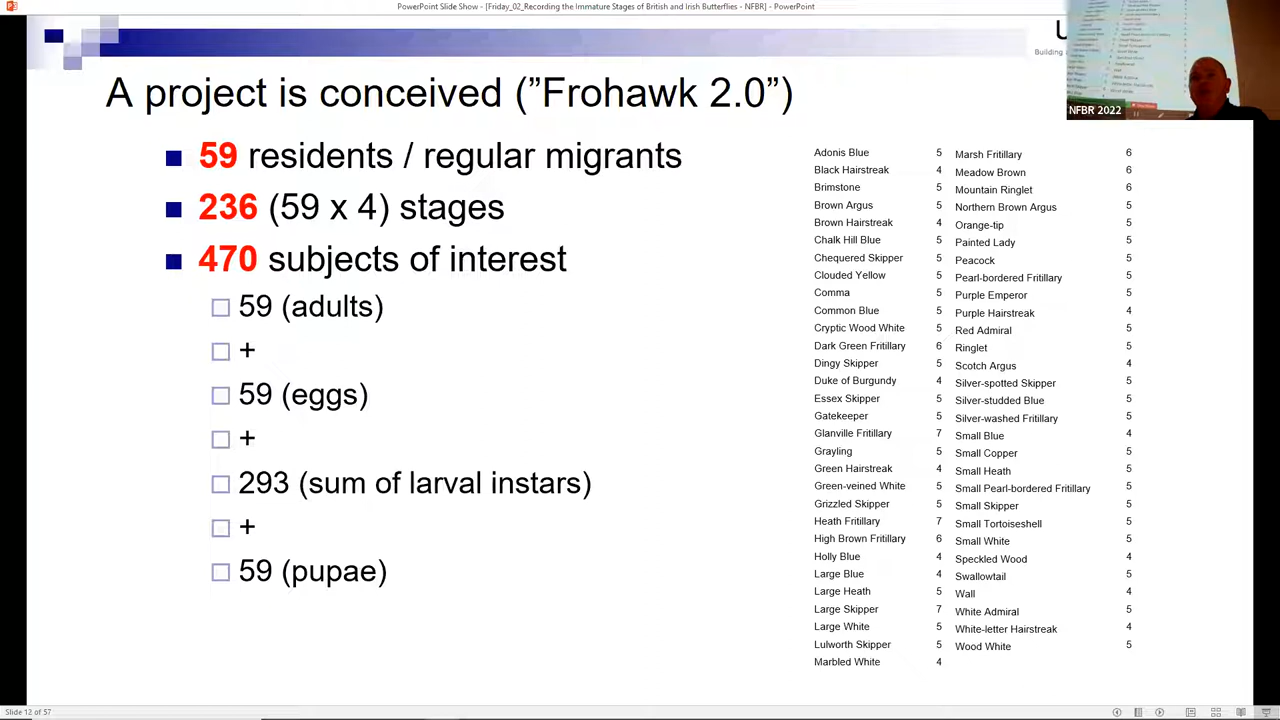 PowerPoint Slide Show - [Friday_02_Recording the Immature Stages of British and Irish Butterflies - NFBR] - PowerPoint
Building
NFBR 2022
A project is conceived ("Frohawk 2.0")
59 residents / regular migrants
236 (59 x 4) stages
470 subjects of interest
59 (adults)
+
59 (eggs)
+
293 (sum of larval instars)
+
59 (pupae)
Adonis Blue 5
Black Hairstreak 4
Brimstone 5
Brown Argus 5
Brown Hairstreak 4
Chalk Hill Blue 5
Chequered Skipper 5
Clouded Yellow 5
Comma 5
Common Blue 5
Cryptic Wood White 5
Dark Green Fritillary 6
Dingy Skipper 5
Duke of Burgundy 4
Essex Skipper 5
Gatekeeper 5
Glanville Fritillary 7
Grayling 5
Green Hairstreak 4
Green-veined White 5
Grizzled Skipper 5
Heath Fritillary 7
High Brown Fritillary 6
Holly Blue 4
Large Blue 4
Large Heath 5
Large Skipper 7
Large White 5
Lulworth Skipper 5
Marbled White 4
Marsh Fritillary 6
Meadow Brown 6
Mountain Ringlet 6
Northern Brown Argus 5
Orange-tip 5
Painted Lady 5
Peacock 5
Pearl-bordered Fritillary 5
Purple Emperor 5
Purple Hairstreak 4
Red Admiral 5
Ringlet 5
Scotch Argus 4
Silver-spotted Skipper 5
Silver-studded Blue 5
Silver-washed Fritillary 5
Small Blue 4
Small Copper 5
Small Heath 5
Small Pearl-bordered Fritillary 5
Small Skipper 5
Small Tortoiseshell 5
Small White 5
Speckled Wood 4
Swallowtail 5
Wall 4
White Admiral 5
White-letter Hairstreak 4
Wood White 5
Slide 12 of 57